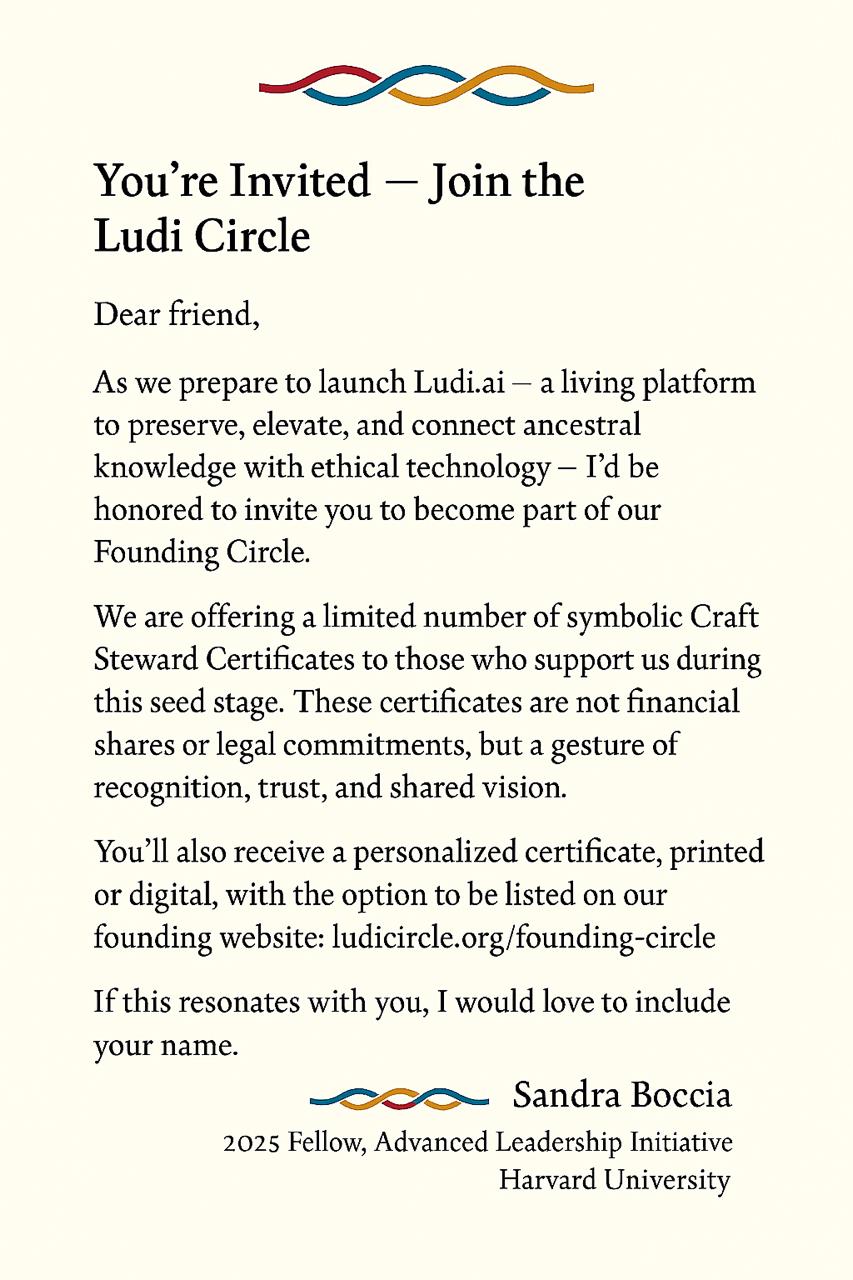 You’re Invited — Join the
Ludi Circle
Dear friend,
As we prepare to launch Ludi.ai — a living platform
to preserve, elevate, and connect ancestral
knowledge with ethical technology – I’d be
honored to invite you to become part of our
Founding Circle.
We are offering a limited number of symbolic Craft
Steward Certificates to those who support us during
this seed stage. These certificates are not financial
shares or legal commitments, but a gesture of
recognition, trust, and shared vision.
You’ll also receive a personalized certificate, printed
or digital, with the option to be listed on our
founding website: ludicircle.org/founding-circle
If this resonates with you, I would love to include
your name.
Sandra Boccia
2025 Fellow, Advanced Leadership Initiative
Harvard University